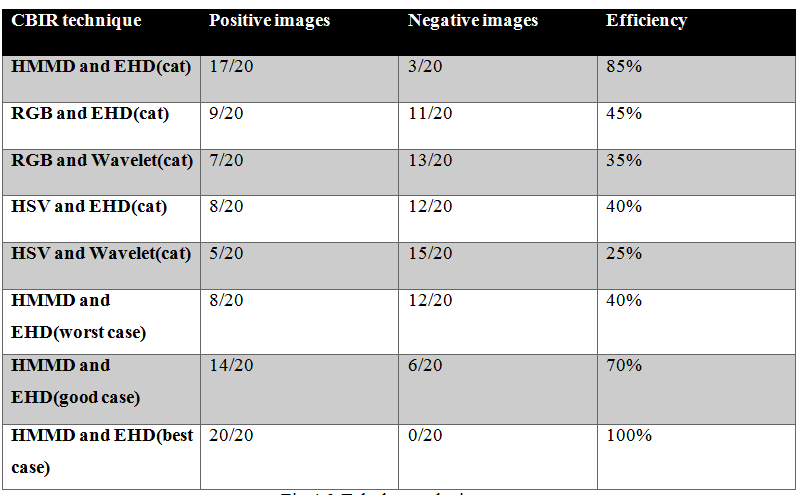 CBIR technique Positive images Negative images Efficiency
HMMD and EHD(cat) 17/20 3/20 85%
RGB and EHD(cat) 9/20 11/20 45%
RGB and Wavelet(cat) 7/20 13/20 35%
HSV and EHD(cat) 8/20 12/20 40%
HSV and Wavelet(cat) 5/20 15/20 25%
HMMD and 8/20 12/20 40%
EHD(worst case)
HMMD and 14/20 6/20 70%
EHD(good case)
HMMD and EHD(best 20/20 0/20 100%
case)